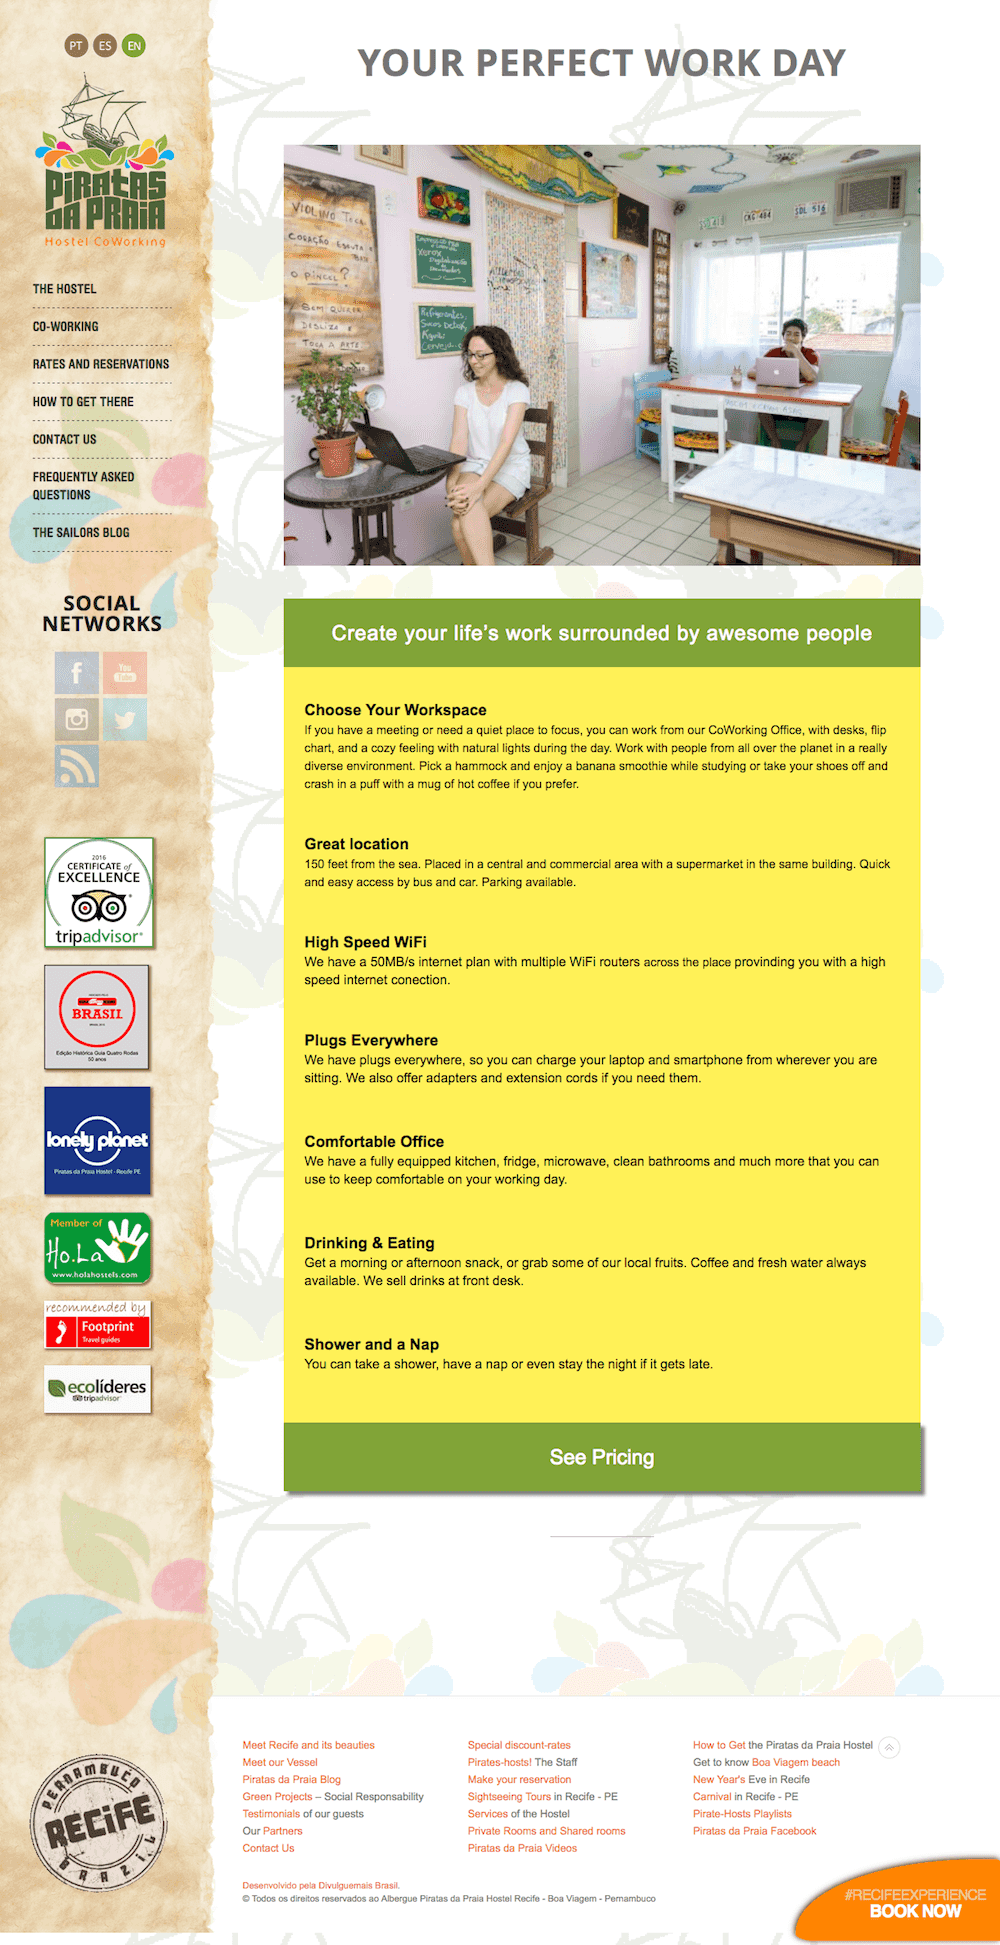 PT ES EN
PiRATAS
DA PRAIA
Hostel CoWorking
THE HOSTEL
CO-WORKING
RATES AND RESERVATIONS
HOW TO GET THERE
CONTACT US
FREQUENTLY ASKED
QUESTIONS
THE SAILORS BLOG
SOCIAL
NETWORKS
f
You
Tube
2016
CERTIFICATE of
EXCELLENCE
tripadvisor
BRASIL
Edição Histórica Guia Quatro Rodas
50 anos
lonely planet
Piratas da Praia Hostel - Recife PE
Member of
Ho.La
www.holahostels.com
recommended by
Footprint
Travel guides
ecolíderes
tripadvisor
PERNAMBUCO
RECiFE
BRAZIL
YOUR PERFECT WORK DAY
VIOLINO TOCA
CORAÇÃO ESCUTA
O PINCEL?
BEM QUERER
DESLIZA E
TOCA A ARTE
Xerox
Digitalização
Refrigerantes,
Sucos Detox,
Água
Cerveja...
Create your life's work surrounded by awesome people
Choose Your Workspace
If you have a meeting or need a quiet place to focus, you can work from our CoWorking Office, with desks, flip
chart, and a cozy feeling with natural lights during the day. Work with people from all over the planet in a really
diverse environment. Pick a hammock and enjoy a banana smoothie while studying or take your shoes off and
crash in a puff with a mug of hot coffee if you prefer.
Great location
150 feet from the sea. Placed in a central and commercial area with a supermarket in the same building. Quick
and easy access by bus and car. Parking available.
High Speed WiFi
We have a 50MB/s internet plan with multiple WiFi routers across the place provinding you with a high
speed internet conection.
Plugs Everywhere
We have plugs everywhere, so you can charge your laptop and smartphone from wherever you are
sitting. We also offer adapters and extension cords if you need them.
Comfortable Office
We have a fully equipped kitchen, fridge, microwave, clean bathrooms and much more that you can
use to keep comfortable on your working day.
Drinking & Eating
Get a morning or afternoon snack, or grab some of our local fruits. Coffee and fresh water always
available. We sell drinks at front desk.
Shower and a Nap
You can take a shower, have a nap or even stay the night if it gets late.
See Pricing
Meet Recife and its beauties
Meet our Vessel
Piratas da Praia Blog
Green Projects – Social Responsability
Testimonials of our guests
Our Partners
Contact Us
Special discount-rates
Pirates-hosts! The Staff
Make your reservation
Sightseeing Tours in Recife - PE
Services of the Hostel
Private Rooms and Shared rooms
Piratas da Praia Videos
How to Get the Piratas da Praia Hostel
Get to know Boa Viagem beach
New Year's Eve in Recife
Carnival in Recife - PE
Pirate-Hosts Playlists
Piratas da Praia Facebook
Desenvolvido pela Divulguemais Brasil.
© Todos os direitos reservados ao Albergue Piratas da Praia Hostel Recife - Boa Viagem - Pernambuco
#RECIFEEXPERIENCE
BOOK NOW